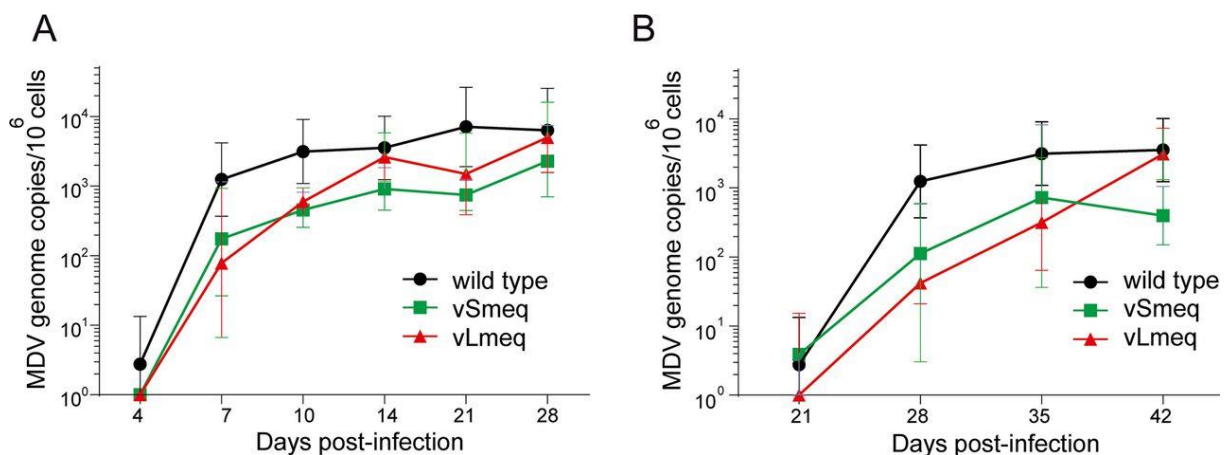 A
MDV genome copies/10^6 cells
10^4
10^3
10^2
10^1
10^0
4 7 10 14 21 28
Days post-infection
wild type
vSmeq
vLmeq
B
MDV genome copies/10^6 cells
10^4
10^3
10^2
10^1
10^0
21 28 35 42
Days post-infection
wild type
vSmeq
vLmeq